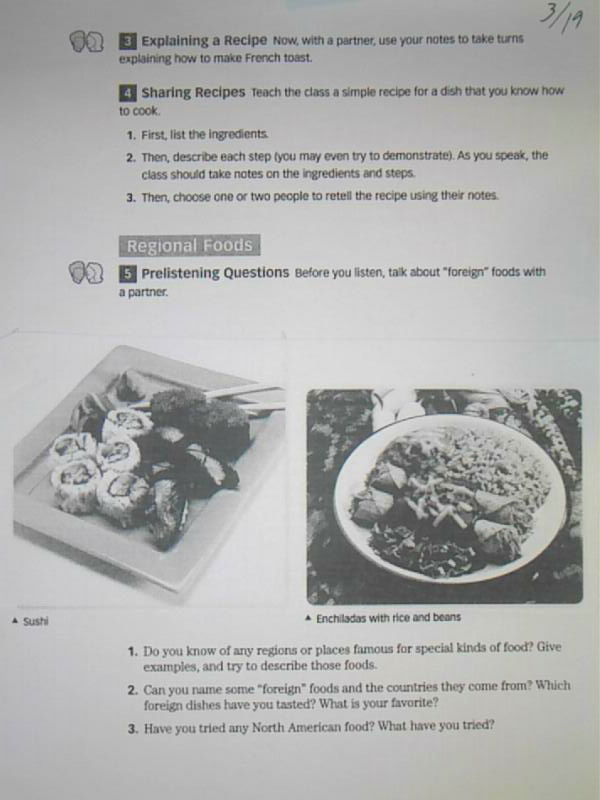 3/19
3 Explaining a Recipe Now, with a partner, use your notes to take turns
explaining how to make French toast.
4 Sharing Recipes Teach the class a simple recipe for a dish that you know how
to cook.
1. First, list the ingredients.
2. Then, describe each step (you may even try to demonstrate). As you speak, the
class should take notes on the ingredients and steps.
3. Then, choose one or two people to retell the recipe using their notes.
Regional Foods
5 Prelistening Questions Before you listen, talk about "foreign" foods with
a partner.
▲ Sushi
▲ Enchiladas with rice and beans
1. Do you know of any regions or places famous for special kinds of food? Give
examples, and try to describe those foods.
2. Can you name some "foreign" foods and the countries they come from? Which
foreign dishes have you tasted? What is your favorite?
3. Have you tried any North American food? What have you tried?